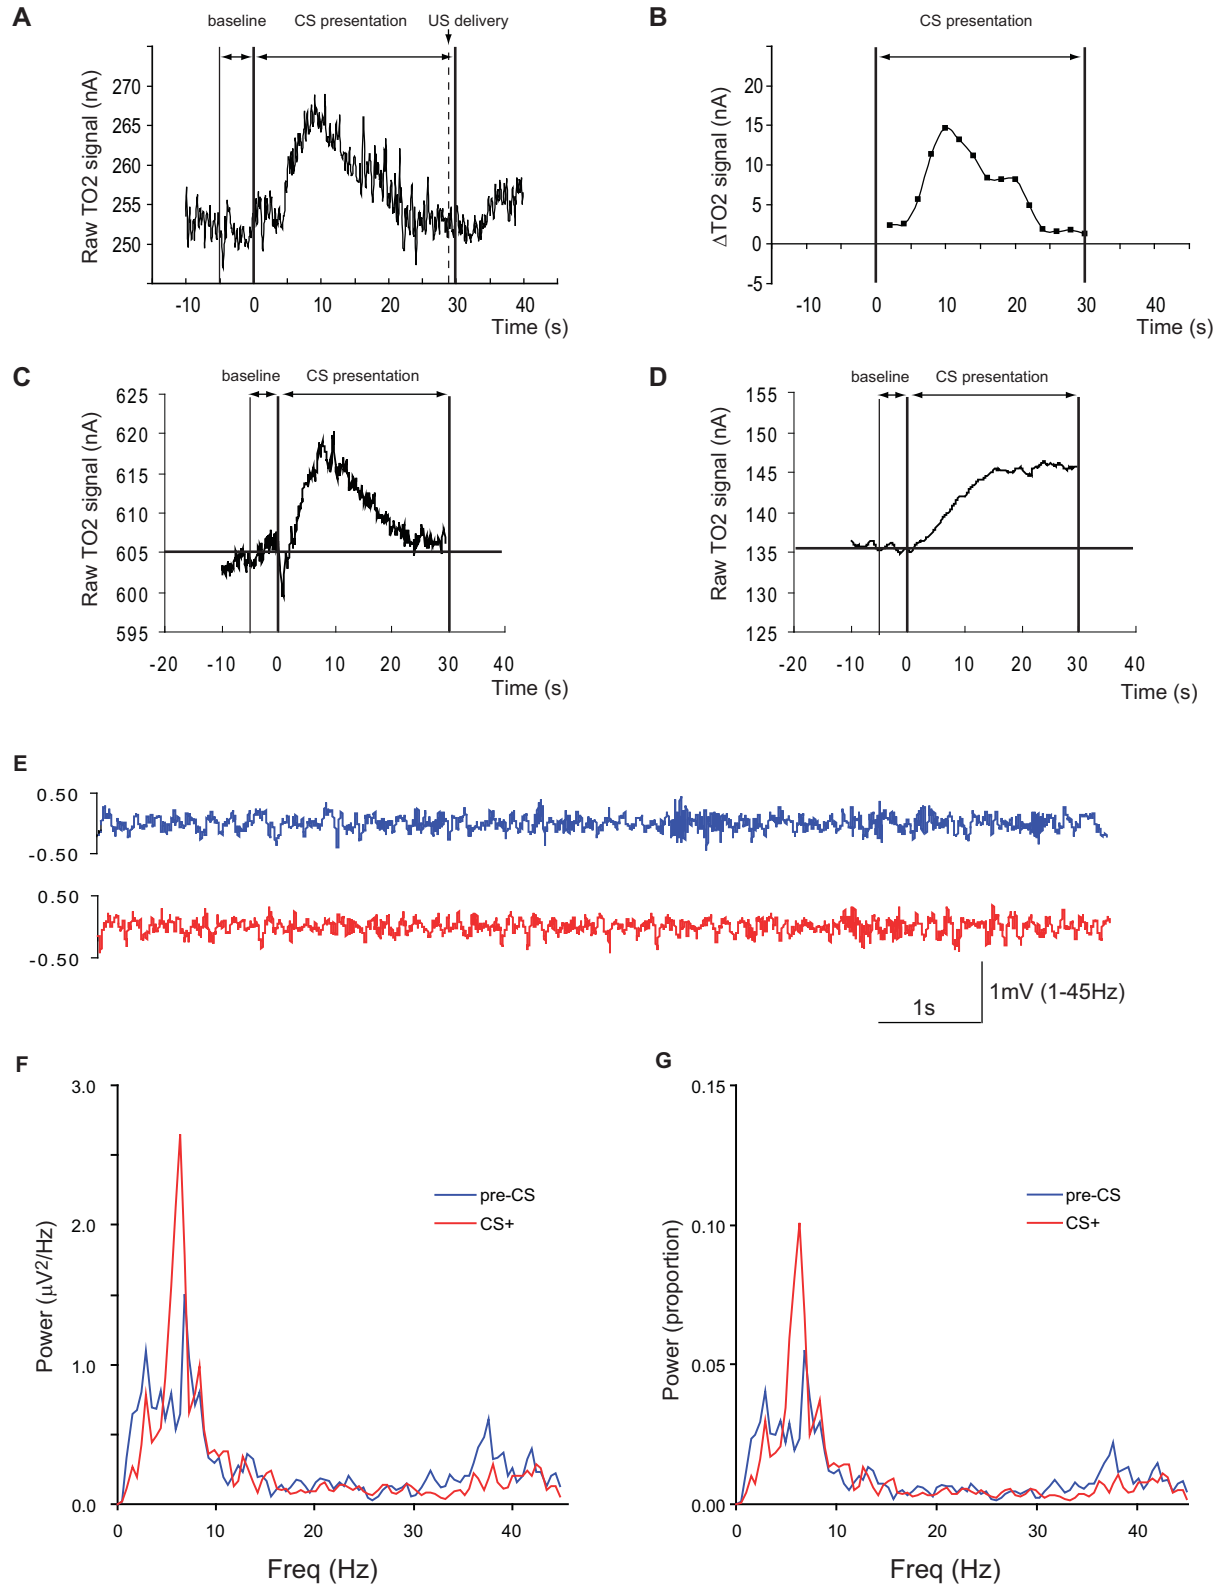 A
baseline
CS presentation
US delivery
Raw TO2 signal (nA)
270
265
260
255
250
-10
0
10
20
30
40
Time (s)
B
CS presentation
ΔTO2 signal (nA)
20
15
10
5
0
-5
-10
0
10
20
30
40
Time (s)
C
baseline
CS presentation
Raw TO2 signal (nA)
625
620
615
610
605
600
595
-20
-10
0
10
20
30
40
Time (s)
D
baseline
CS presentation
Raw TO2 signal (nA)
155
150
145
140
135
130
125
-20
-10
0
10
20
30
40
Time (s)
E
0.50
-0.50
0.50
-0.50
1s
1mV (1-45Hz)
F
Power (μV2/Hz)
3.0
2.0
1.0
0.0
0
10
20
30
40
Freq (Hz)
pre-CS
CS+
G
Power (proportion)
0.15
0.10
0.05
0.00
0
10
20
30
40
Freq (Hz)
pre-CS
CS+